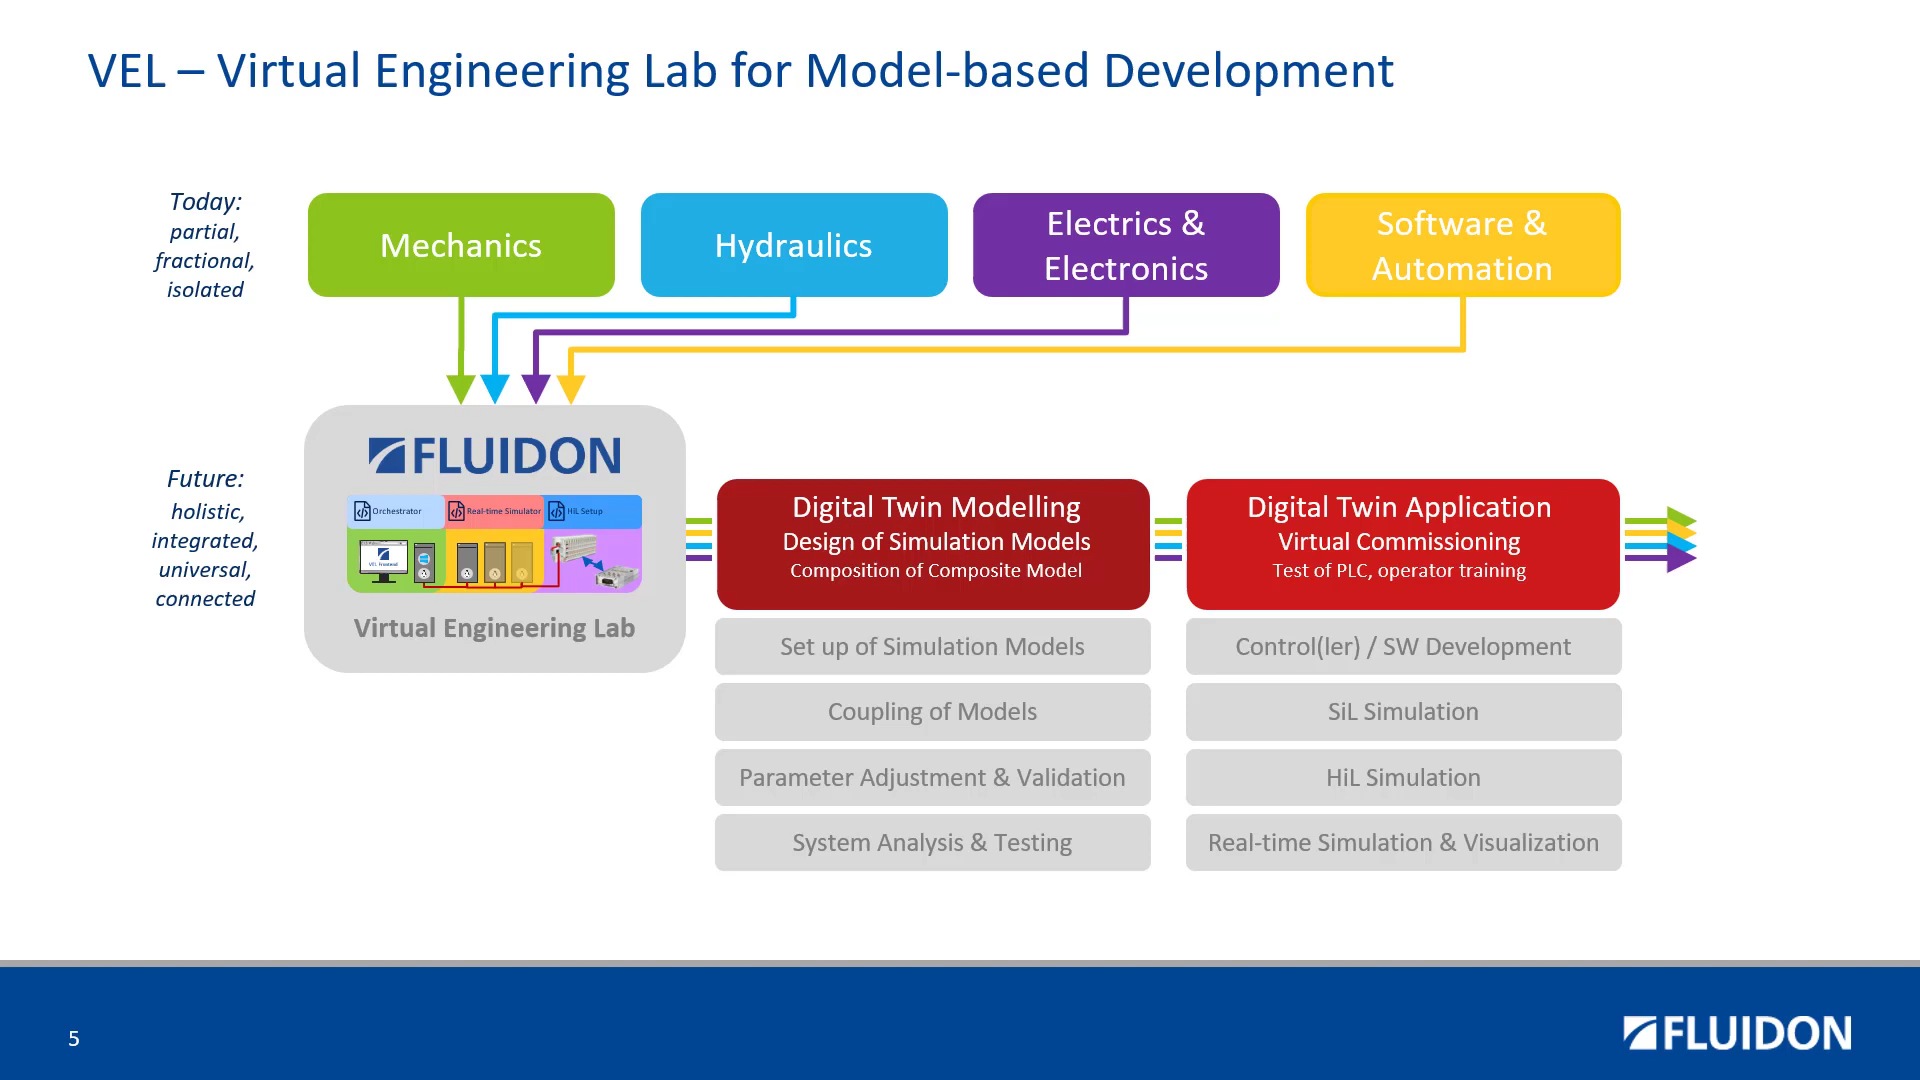 VEL – Virtual Engineering Lab for Model-based Development
Today:
partial,
fractional,
isolated
Mechanics
Hydraulics
Electrics &
Electronics
Software &
Automation
Future:
holistic,
integrated,
universal,
connected
FLUIDON
Orchestrator
Real-time Simulator
HiL Setup
VEL Frontend
Virtual Engineering Lab
Digital Twin Modelling
Design of Simulation Models
Composition of Composite Model
Set up of Simulation Models
Coupling of Models
Parameter Adjustment & Validation
System Analysis & Testing
Digital Twin Application
Virtual Commissioning
Test of PLC, operator training
Control(ler) / SW Development
SiL Simulation
HiL Simulation
Real-time Simulation & Visualization
5
FLUIDON